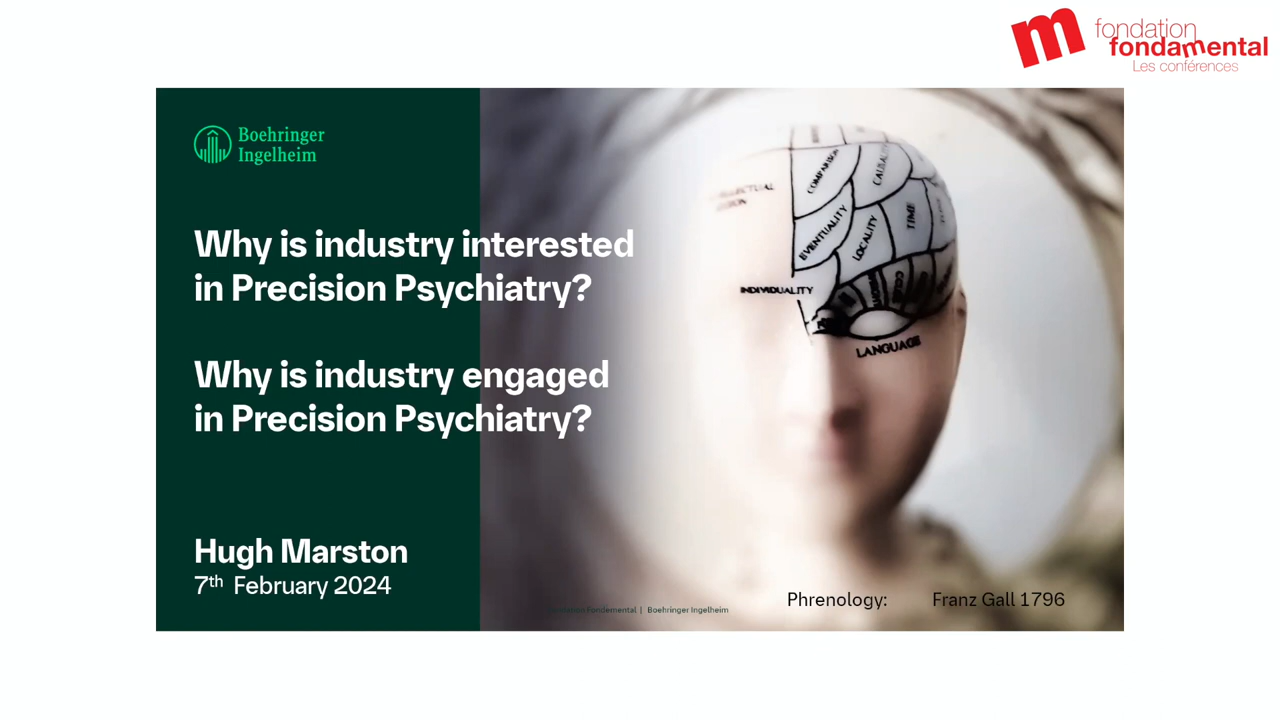 fondation
fondamental
Les conférences
Boehringer
Ingelheim
Why is industry interested
in Precision Psychiatry?
Why is industry engaged
in Precision Psychiatry?
Hugh Marston
7th February 2024
Fondemental | Boehringer Ingelheim
Phrenology: Franz Gall 1796
COMPARISON
CAUSALITY
EVENTUALITY
LOCALITY
TIME
INDIVIDUALITY
LANGUAGE